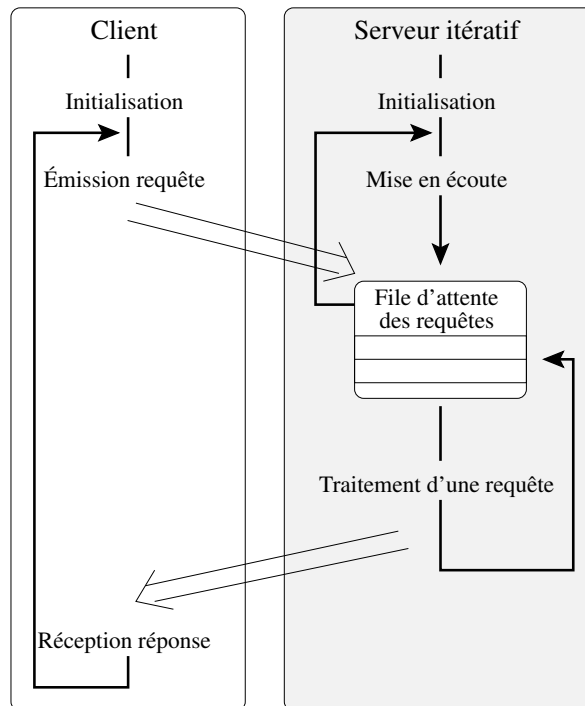 Client
Initialisation
Émission requête
Réception réponse
Serveur itératif
Initialisation
Mise en écoute
File d'attente
des requêtes
Traitement d'une requête